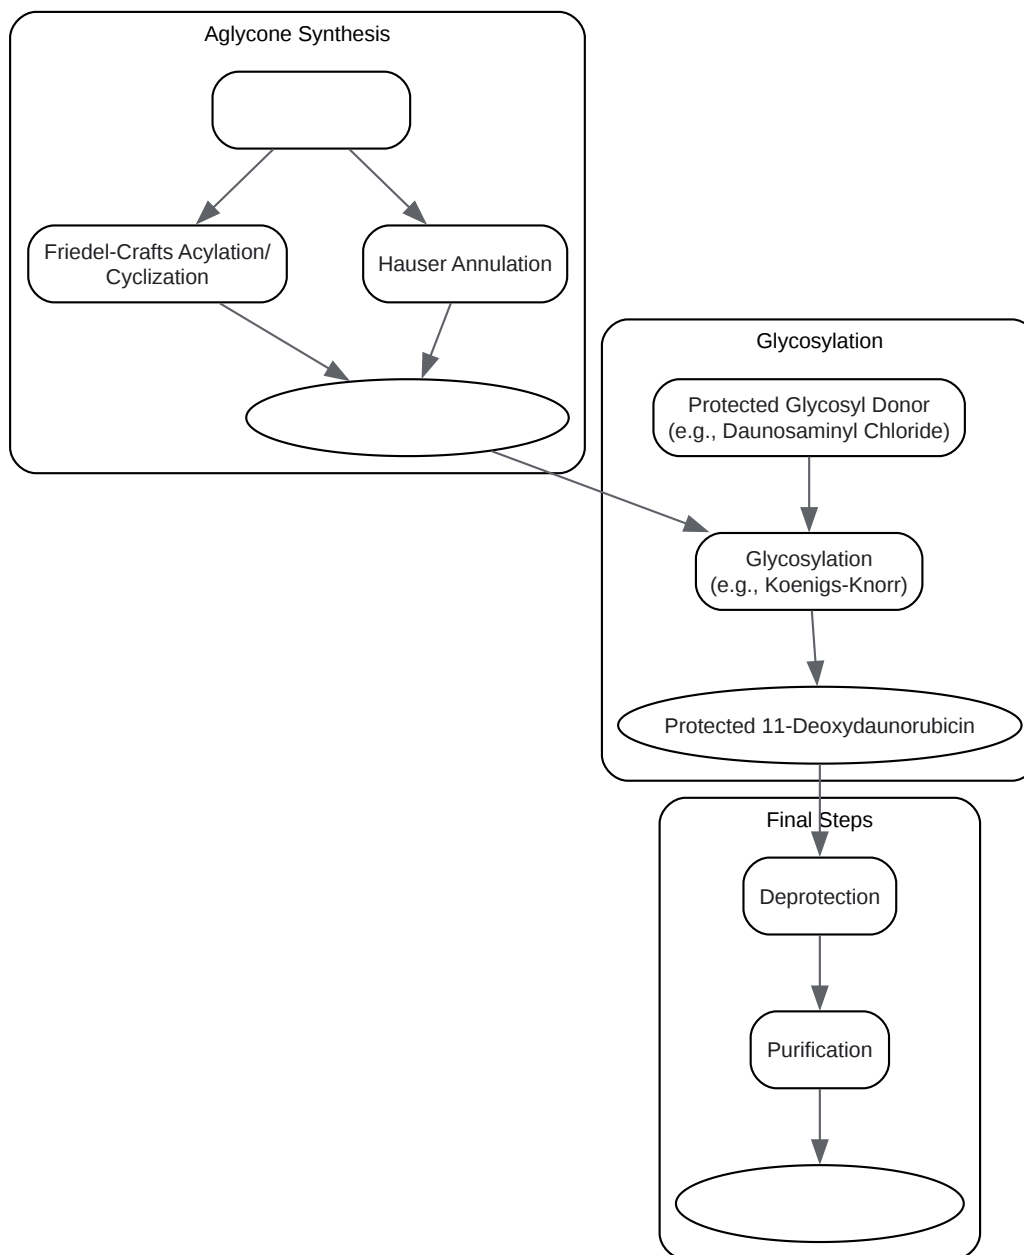 Aglycone Synthesis
Friedel-Crafts Acylation/
Cyclization
Hauser Annulation
Glycosylation
Protected Glycosyl Donor
(e.g., Daunosaminyl Chloride)
Glycosylation
(e.g., Koenigs-Knorr)
Protected 11-Deoxydaunorubicin
Final Steps
Deprotection
Purification